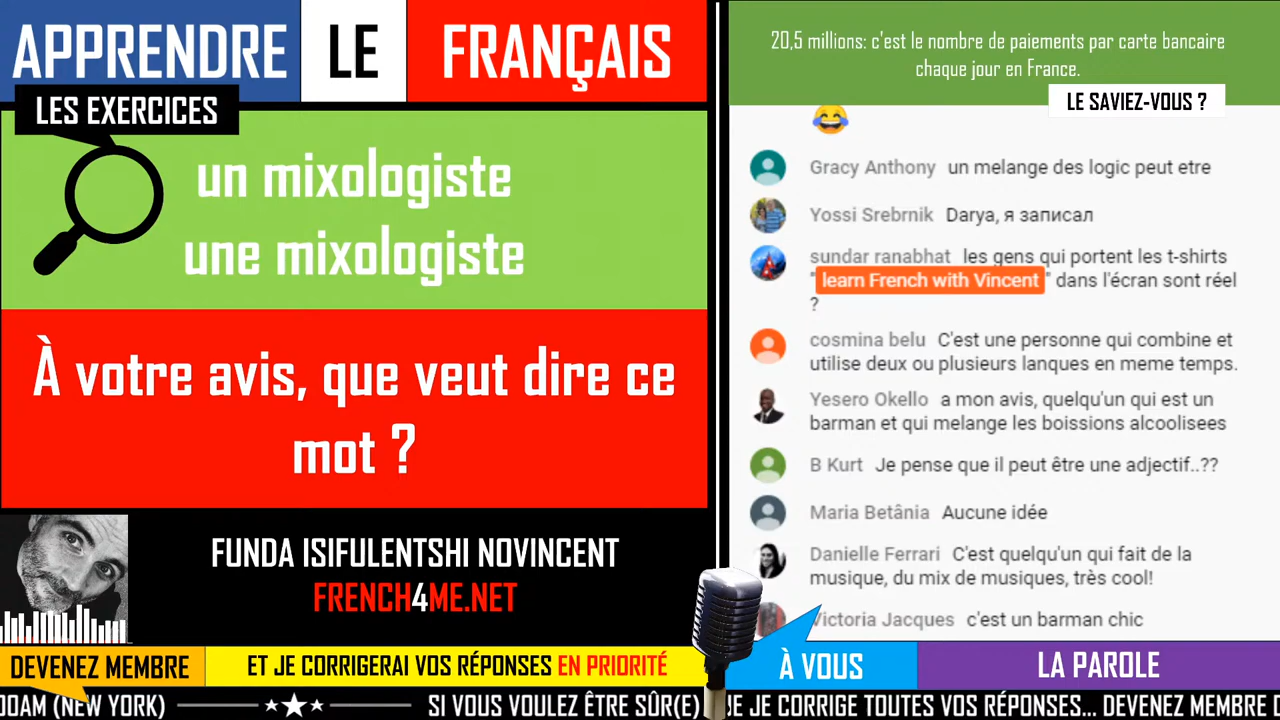 APPRENDRE LE FRANÇAIS
LES EXERCICES
un mixologiste
une mixologiste
À votre avis, que veut dire ce
mot ?
FUNDA ISIFULENTSHI NOVINCENT
FRENCH4ME.NET
DEVENEZ MEMBRE
ET JE CORRIGERAI VOS RÉPONSES EN PRIORITÉ
20,5 millions: c'est le nombre de paiements par carte bancaire
chaque jour en France.
LE SAVIEZ-VOUS ?
Gracy Anthony un melange des logic peut etre
Yossi Srebrnik Darya, я записал
sundar ranabhat les gens qui portent les t-shirts
" learn French with Vincent " dans l'écran sont réel
?
cosmina belu C'est une personne qui combine et
utilise deux ou plusieurs lanques en meme temps.
Yesero Okello a mon avis, quelqu'un qui est un
barman et qui melange les boissions alcoolisees
B Kurt Je pense que il peut être une adjectif..??
Maria Betânia Aucune idée
Danielle Ferrari C'est quelqu'un qui fait de la
musique, du mix de musiques, très cool!
Victoria Jacques c'est un barman chic
À VOUS
LA PAROLE
(NEW YORK) SI VOUS VOULEZ ÊTRE SÛR(E) JE CORRIGE TOUTES VOS RÉPONSES... DEVENEZ MEMBRE